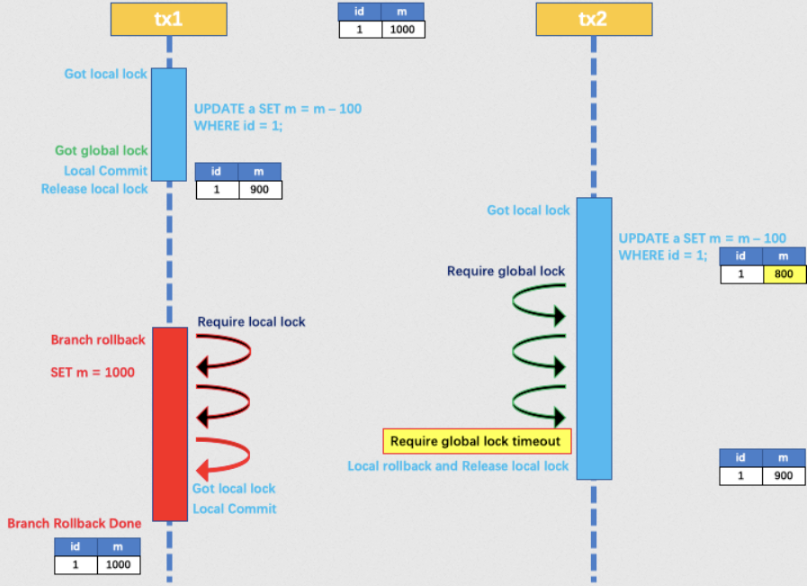 tx1
id m
1 1000
tx2
Got local lock
UPDATE a SET m = m – 100
WHERE id = 1;
Got global lock
Local Commit
Release local lock
id m
1 900
Got local lock
UPDATE a SET m = m – 100
WHERE id = 1;
id m
1 800
Require global lock
Require local lock
Branch rollback
SET m = 1000
Require global lock timeout
Local rollback and Release local lock
id m
1 900
Got local lock
Local Commit
Branch Rollback Done
id m
1 1000